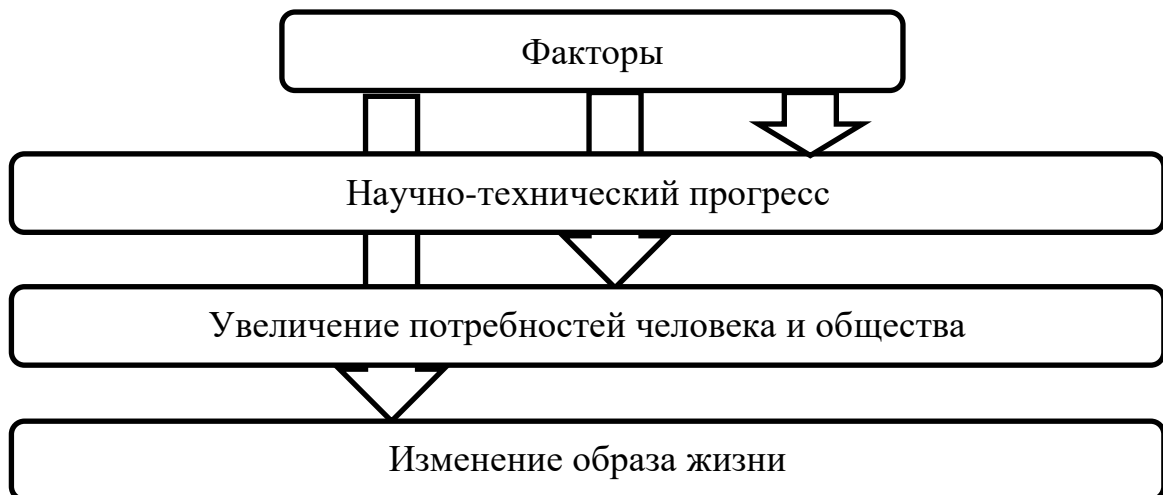 Факторы
Научно-технический прогресс
Увеличение потребностей человека и общества
Изменение образа жизни